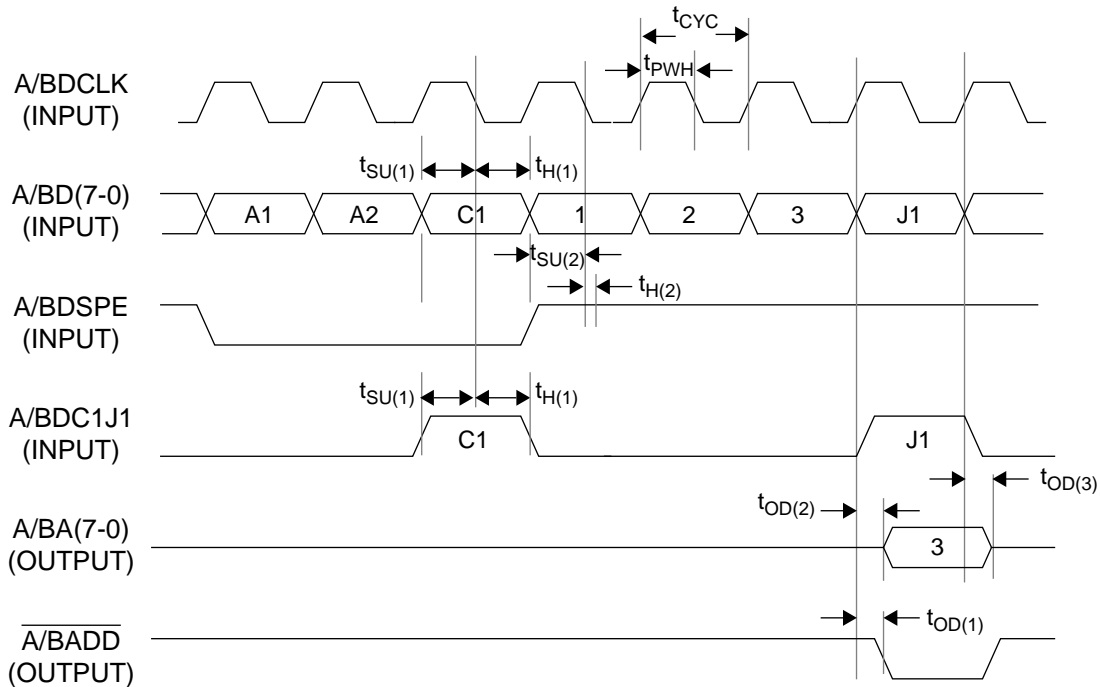 tCYC
A/BDCLK
(INPUT)
tPWH
tSU(1)
tH(1)
A/BD(7-0)
(INPUT)
A1
A2
C1
1
2
3
J1
tSU(2)
tH(2)
A/BDSPE
(INPUT)
tSU(1)
tH(1)
A/BDC1J1
(INPUT)
C1
J1
tOD(3)
tOD(2)
A/BA(7-0)
(OUTPUT)
3
tOD(1)
A/BADD
(OUTPUT)